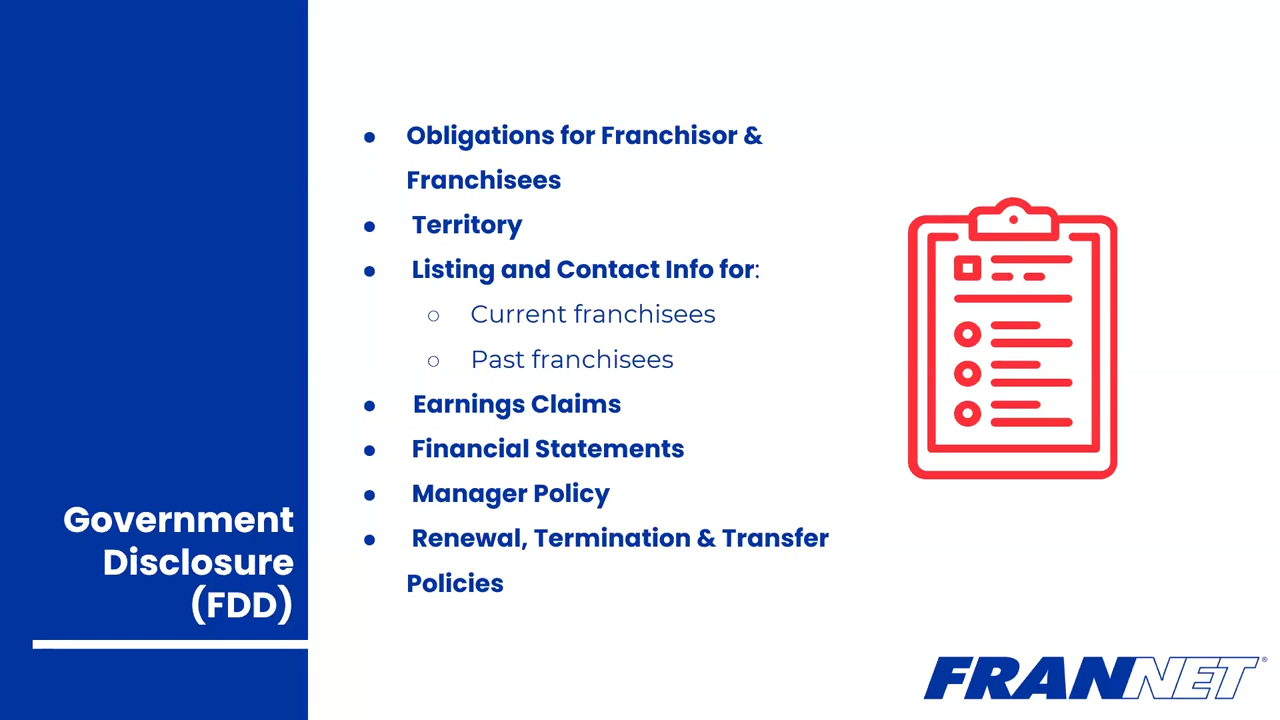 Government
Disclosure
(FDD)
● Obligations for Franchisor &
Franchisees
● Territory
● Listing and Contact Info for:
○ Current franchisees
○ Past franchisees
● Earnings Claims
● Financial Statements
● Manager Policy
● Renewal, Termination & Transfer
Policies
FRANNET®